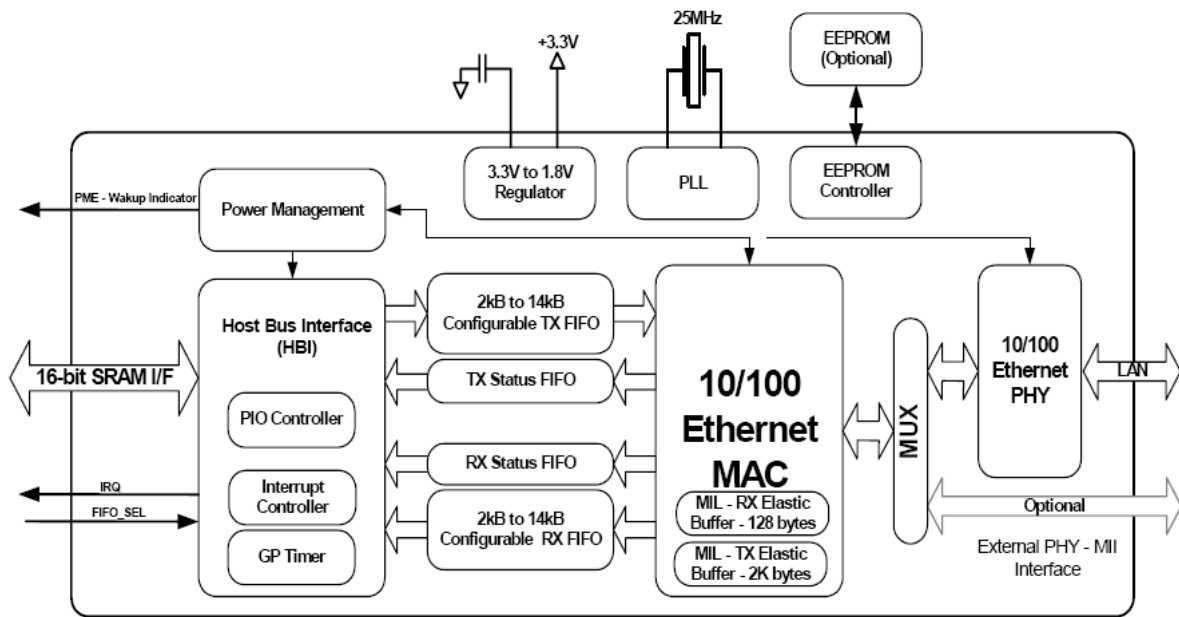 25MHz
+3.3V
EEPROM
(Optional)
3.3V to 1.8V
Regulator
PLL
EEPROM
Controller
PME - Wakup Indicator
Power Management
Host Bus Interface
(HBI)
2kB to 14kB
Configurable TX FIFO
16-bit SRAM I/F
TX Status FIFO
PIO Controller
RX Status FIFO
IRQ
FIFO_SEL
Interrupt
Controller
2kB to 14kB
Configurable RX FIFO
GP Timer
10/100
Ethernet
MAC
MIL - RX Elastic
Buffer - 128 bytes
MIL - TX Elastic
Buffer - 2K bytes
MUX
10/100
Ethernet
PHY
LAN
Optional
External PHY - MII
Interface